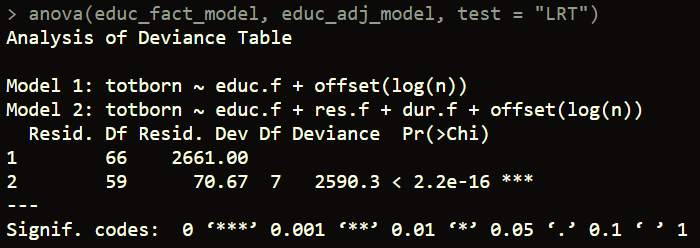 > anova(educ_fact_model, educ_adj_model, test = "LRT")
Analysis of Deviance Table

Model 1: totborn ~ educ.f + offset(log(n))
Model 2: totborn ~ educ.f + res.f + dur.f + offset(log(n))
  Resid. Df Resid. Dev Df Deviance  Pr(>Chi)
1        66    2661.00
2        59      70.67  7   2590.3 < 2.2e-16 ***
---
Signif. codes:  0 ‘***’ 0.001 ‘**’ 0.01 ‘*’ 0.05 ‘.’ 0.1 ‘ ’ 1